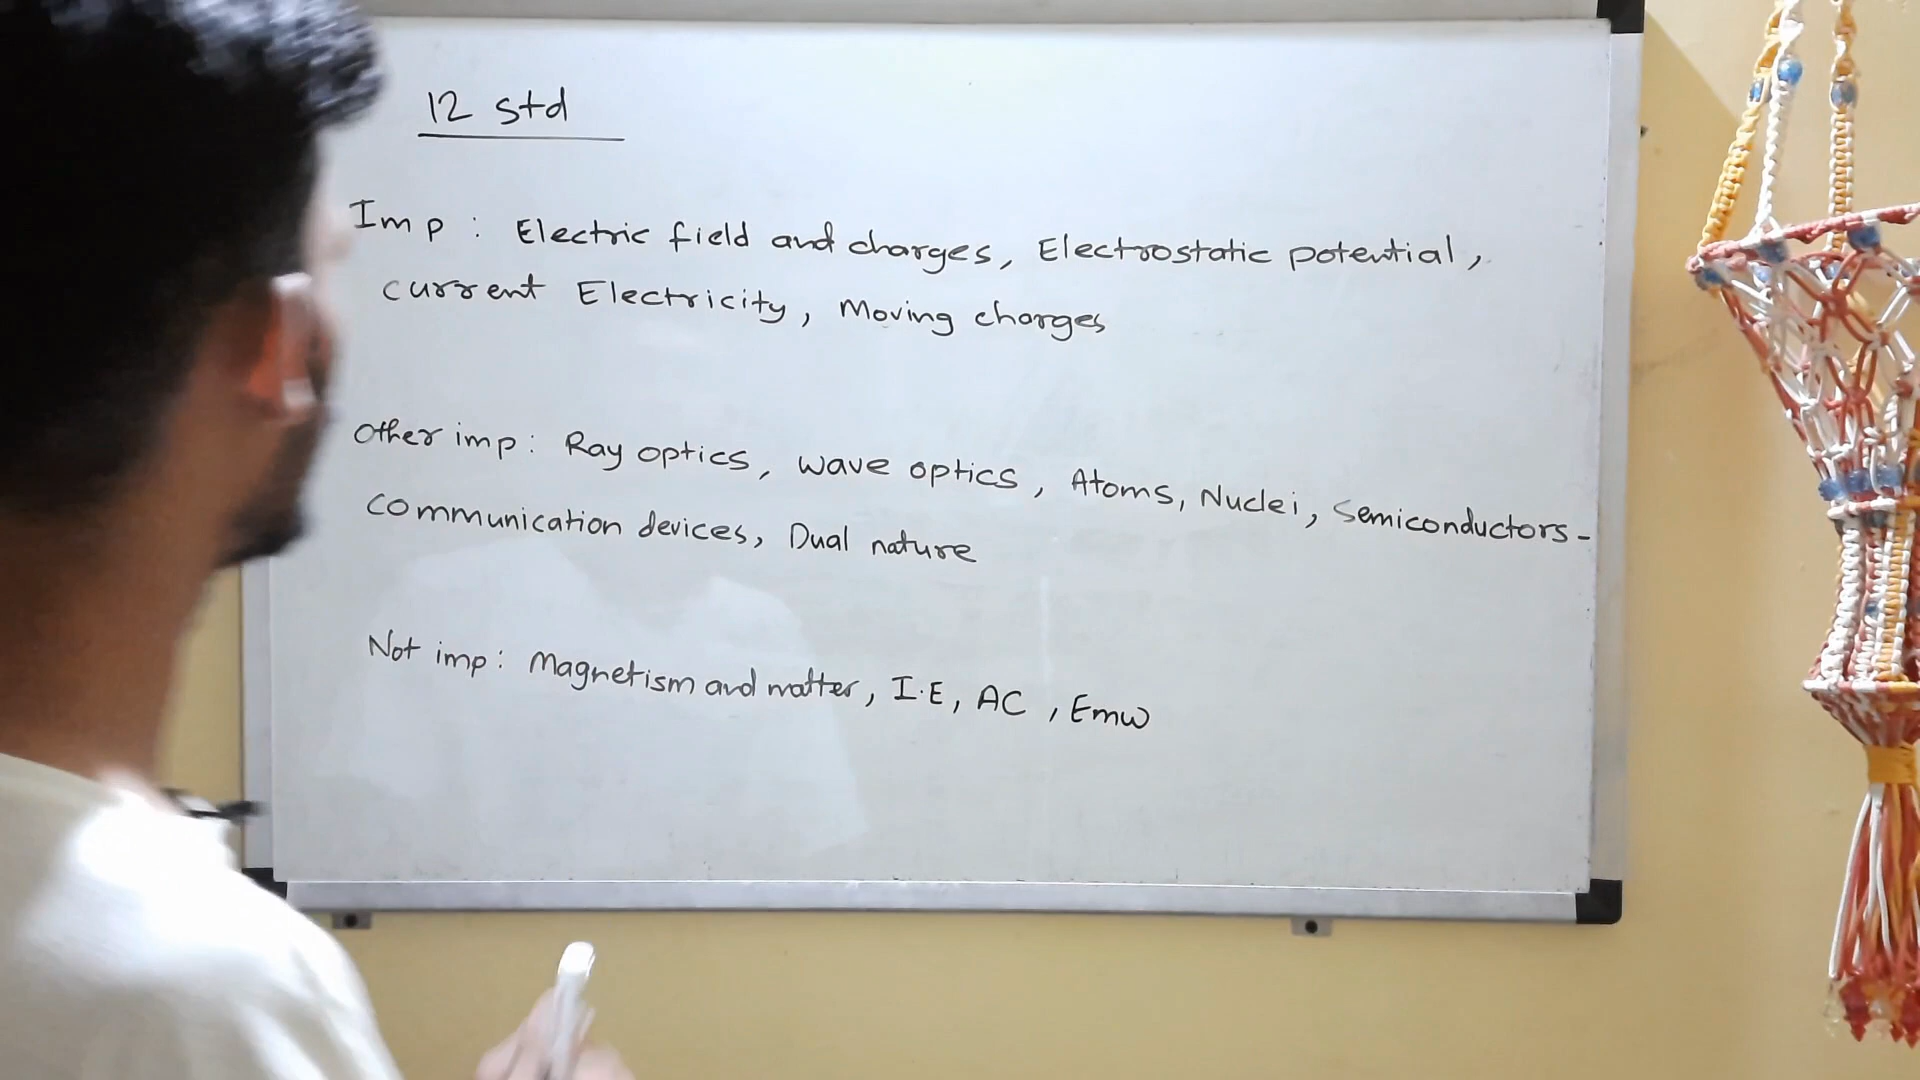 12 std
Imp : Electric field and charges, Electrostatic potential,
current Electricity, Moving charges
Other imp: Ray optics, wave optics, Atoms, Nuclei, Semiconductors-
communication devices, Dual nature
Not imp: Magnetism and matter, I.E, AC, Emw